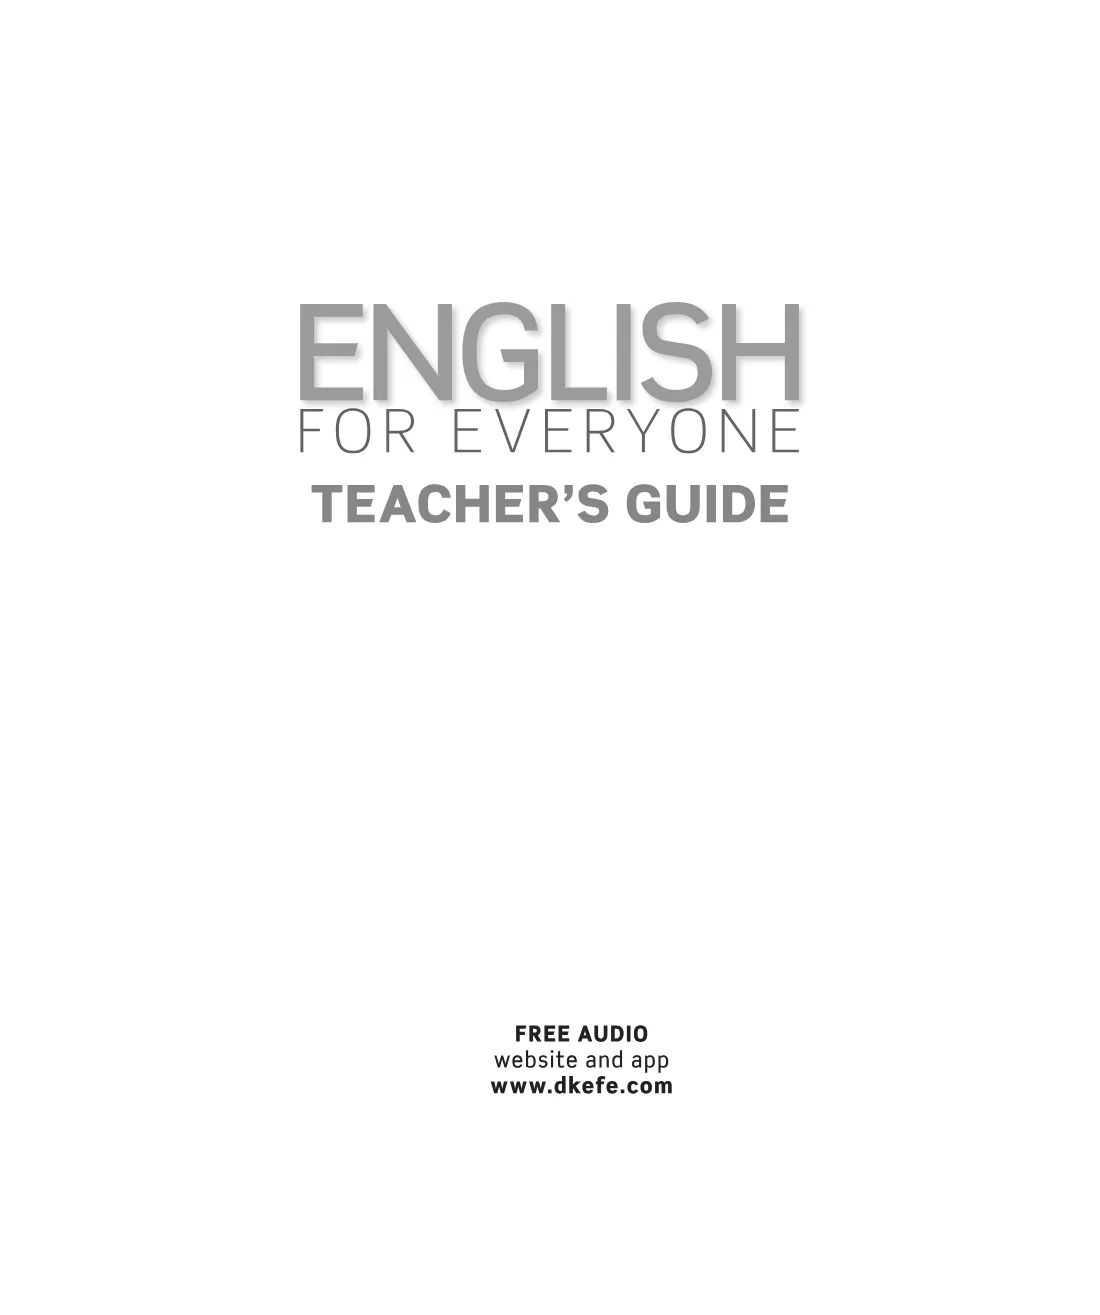 ENGLISH
FOR EVERYONE
TEACHER’S GUIDE
FREE AUDIO
website and app
www.dkefe.com